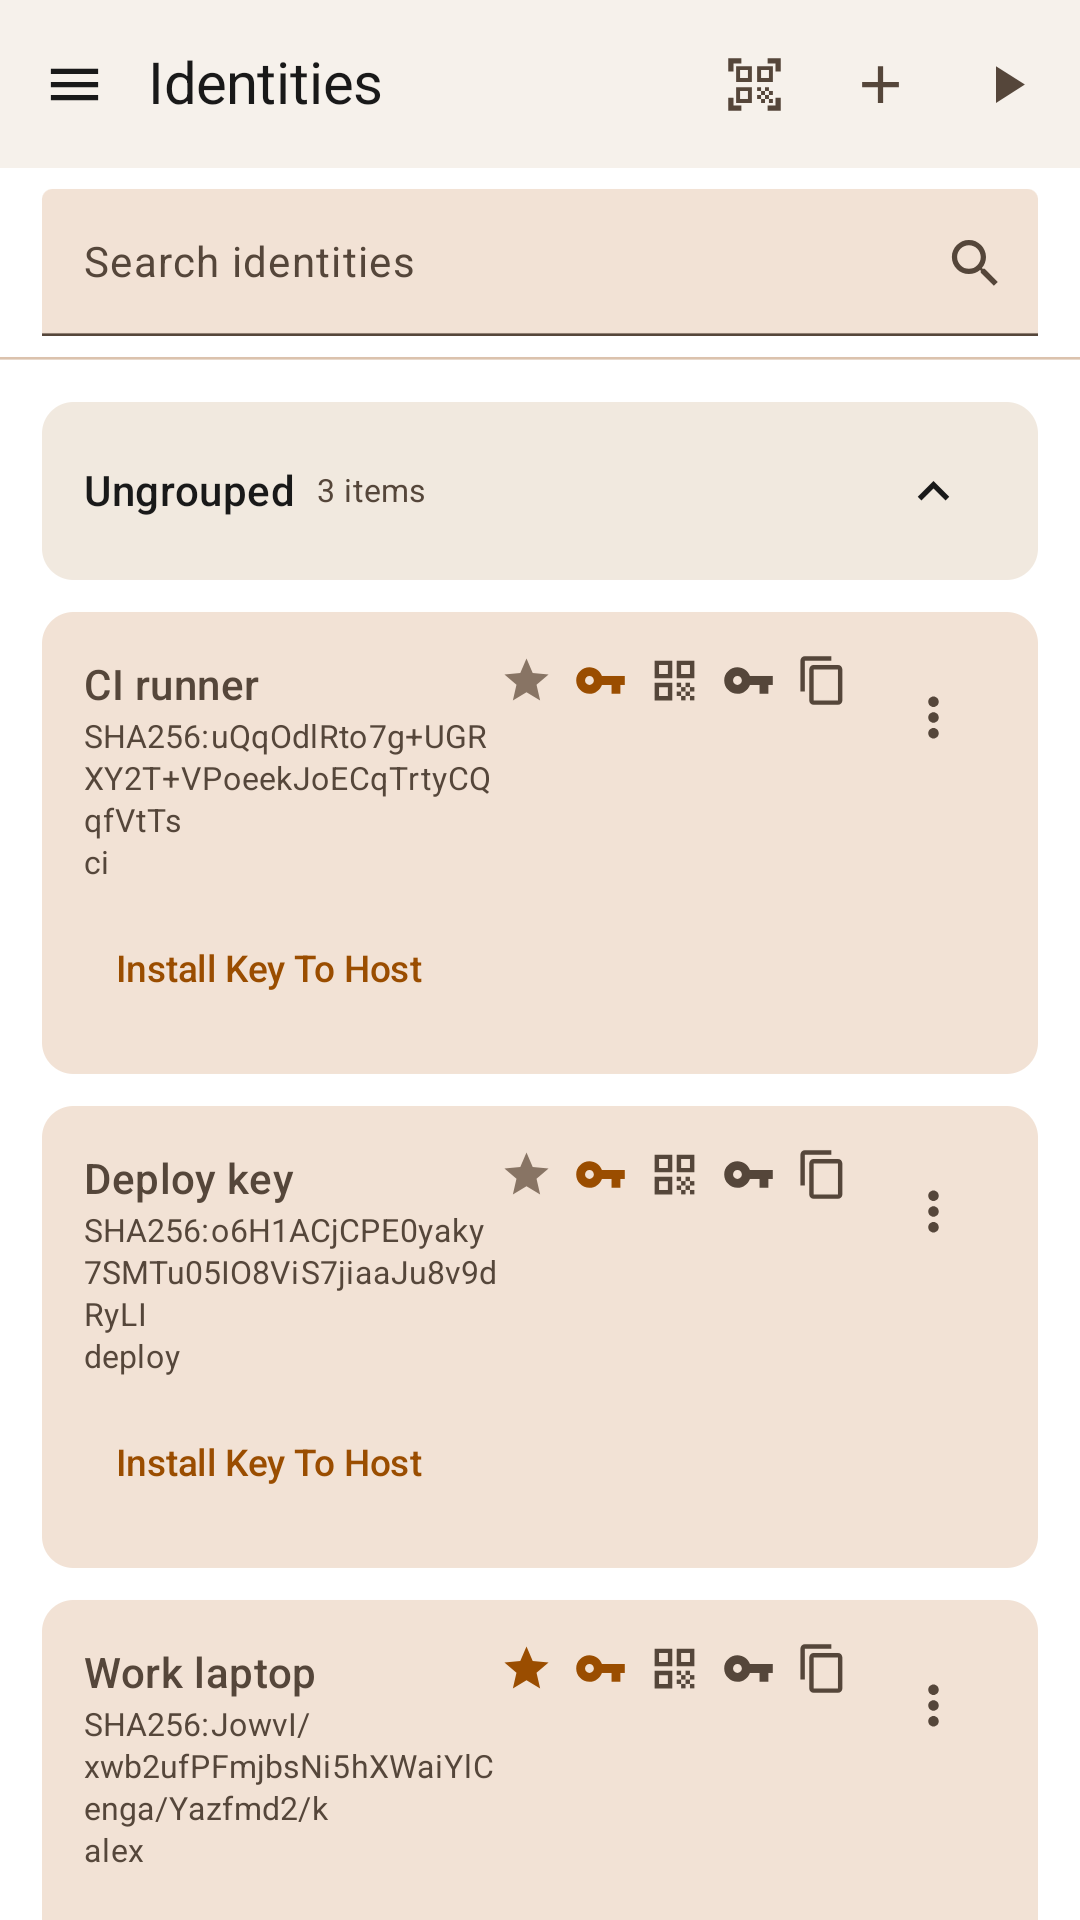 Identities
Search identities
Ungrouped 3 items
CI runner
SHA256:uQqOdlRto7g+UGR
XY2T+VPoeekJoECqTrtyCQ
qfVtTs
ci
Install Key To Host
Deploy key
SHA256:o6H1ACjCPE0yaky
7SMTu05IO8ViS7jiaaJu8v9d
RyLI
deploy
Install Key To Host
Work laptop
SHA256:JowvI/
xwb2ufPFmjbsNi5hXWaiYlC
enga/Yazfmd2/k
alex